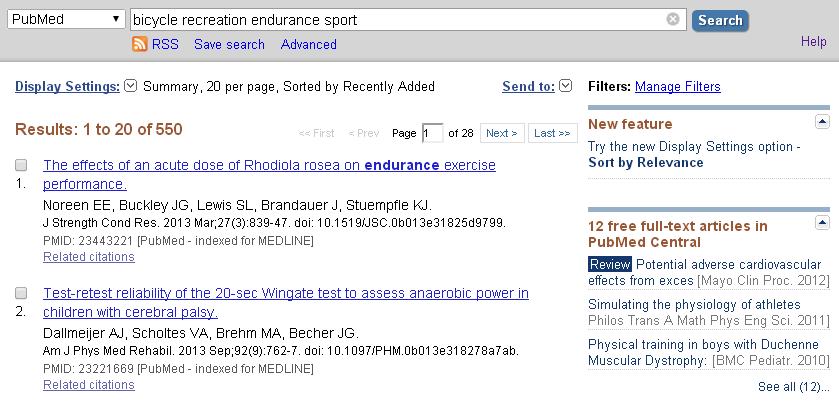 PubMed
bicycle recreation endurance sport
Search
RSS Save search Advanced
Help
Display Settings: Summary, 20 per page, Sorted by Recently Added
Send to:
Results: 1 to 20 of 550
<< First < Prev Page 1 of 28 Next > Last >>
1. The effects of an acute dose of Rhodiola rosea on endurance exercise
performance.
Noreen EE, Buckley JG, Lewis SL, Brandauer J, Stuempfle KJ.
J Strength Cond Res. 2013 Mar;27(3):839-47. doi: 10.1519/JSC.0b013e31825d9799.
PMID: 23443221 [PubMed - indexed for MEDLINE]
Related citations
2. Test-retest reliability of the 20-sec Wingate test to assess anaerobic power in
children with cerebral palsy.
Dallmeijer AJ, Scholtes VA, Brehm MA, Becher JG.
Am J Phys Med Rehabil. 2013 Sep;92(9):762-7. doi: 10.1097/PHM.0b013e318278a7ab.
PMID: 23221669 [PubMed - indexed for MEDLINE]
Related citations
Filters: Manage Filters
New feature
Try the new Display Settings option -
Sort by Relevance
12 free full-text articles in
PubMed Central
Review Potential adverse cardiovascular
effects from exces [Mayo Clin Proc. 2012]
Simulating the physiology of athletes
Philos Trans A Math Phys Eng Sci. 2011]
Physical training in boys with Duchenne
Muscular Dystrophy: [BMC Pediatr. 2010]
See all (12)...